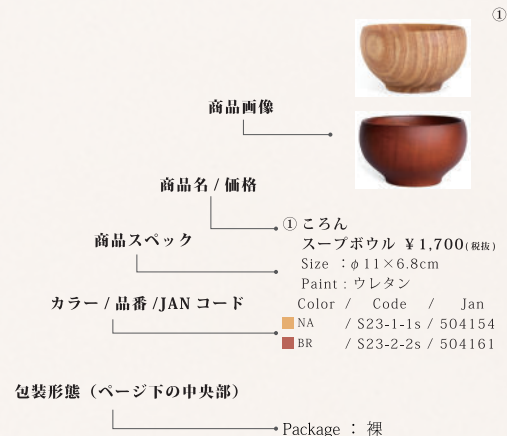 ①
商品画像
商品名 / 価格
① ころん
スープボウル ¥1,700(税抜)
商品スペック
Size :φ11×6.8cm
Paint : ウレタン
カラー / 品番 /JAN コード
Color / Code / Jan
NA / S23-1-1s / 504154
BR / S23-2-2s / 504161
包装形態（ページ下の中央部）
Package : 裸